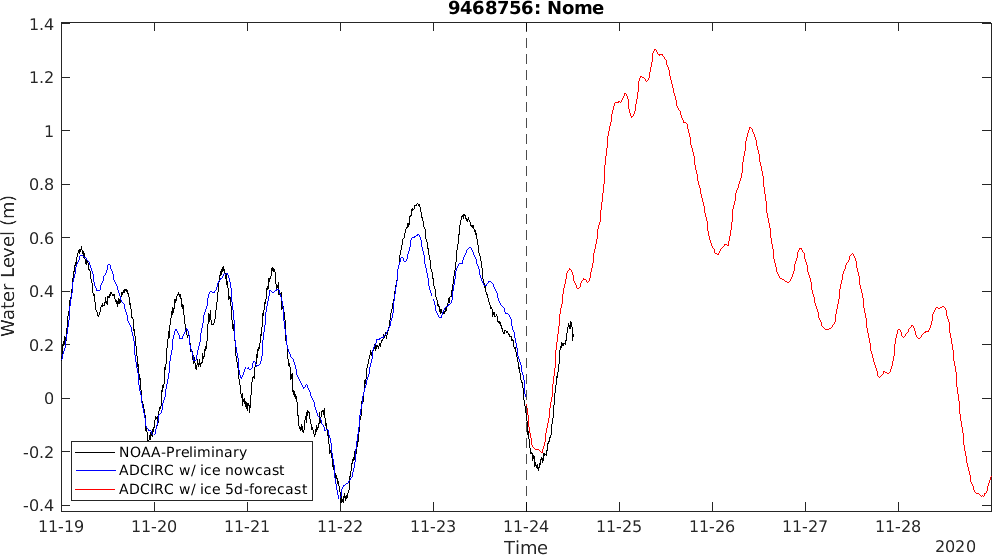 9468756: Nome
1.4
1.2
1
0.8
0.6
0.4
0.2
0
-0.2
-0.4
Water Level (m)
NOAA-Preliminary
ADCIRC w/ ice nowcast
ADCIRC w/ ice 5d-forecast
11-19 11-20 11-21 11-22 11-23 11-24 11-25 11-26 11-27 11-28
Time
2020